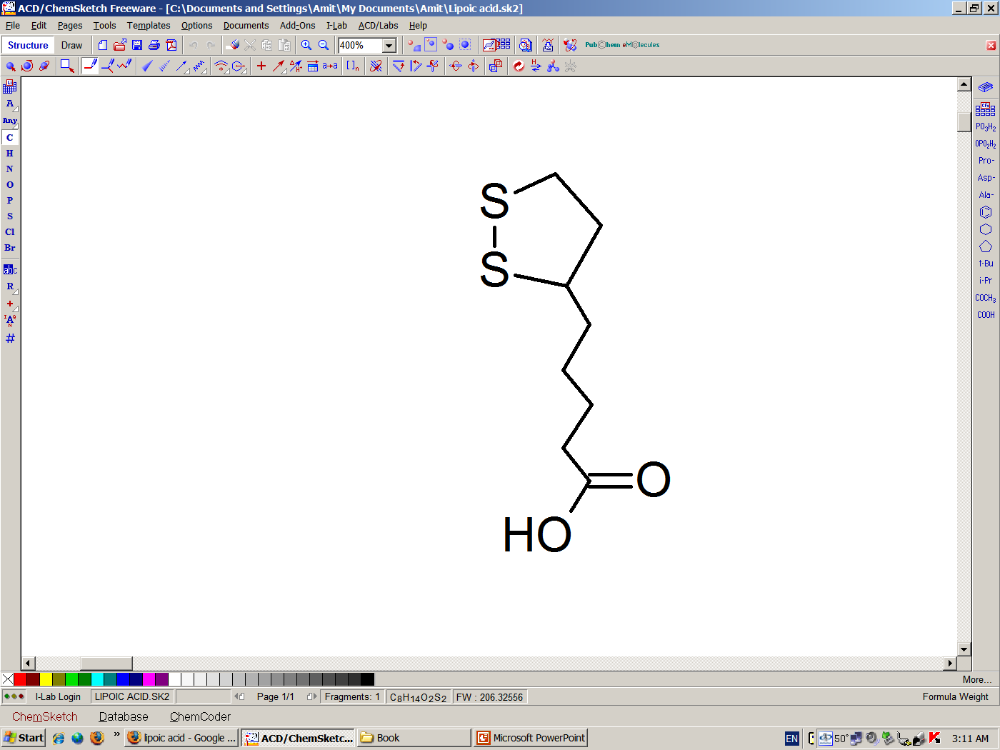 ACD/ChemSketch Freeware - [C:\Documents and Settings\Amit\My Documents\Amit\Lipoic acid.sk2]
File Edit Pages Tools Templates Options Documents Add-Ons I-Lab ACD/Labs Help
Structure Draw 400% PubChem eMolecules
a→a [ ]n
A
Any
C
H
N
O
P
S
Cl
Br
abc
R
#
S
S
O
HO
CF3
PO3H2
OPO2H2
Pro-
Asp-
Ala-
t-Bu
i-Pr
COCH3
COOH
More...
I-Lab Login LIPOIC ACID.SK2 Page 1/1 Fragments: 1 C8H14O2S2 FW : 206.32556 Formula Weight
ChemSketch Database ChemCoder
Start » lipoic acid - Google ... ACD/ChemSketc... Book Microsoft PowerPoint EN 50° 3:11 AM